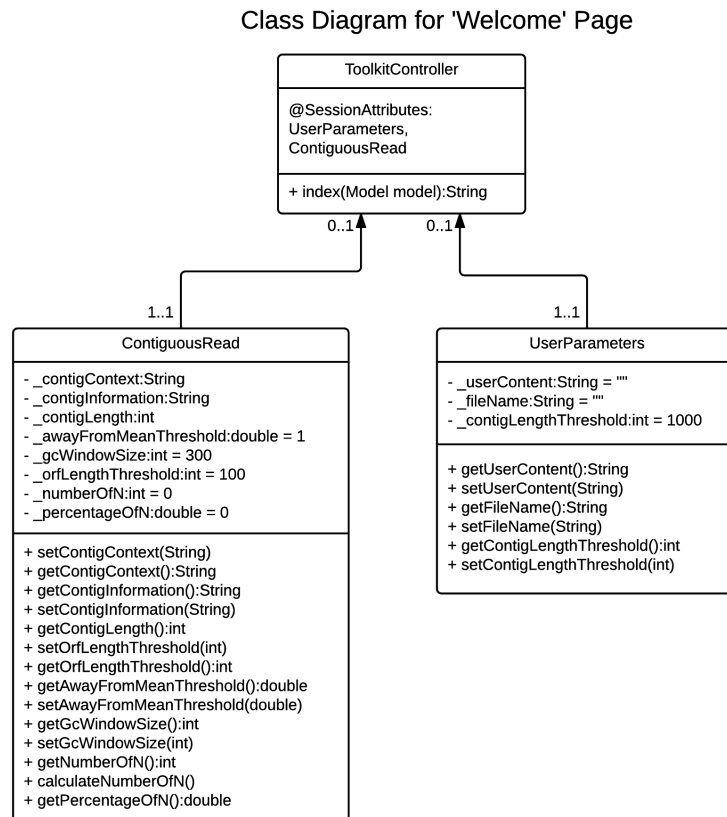 Class Diagram for 'Welcome' Page
ToolkitController
@SessionAttributes:
UserParameters,
ContiguousRead
+ index(Model model):String
0..1
0..1
1..1
1..1
ContiguousRead
- _contigContext:String
- _contigInformation:String
- _contigLength:int
- _awayFromMeanThreshold:double = 1
- _gcWindowSize:int = 300
- _orfLengthThreshold:int = 100
- _numberOfN:int = 0
- _percentageOfN:double = 0
+ setContigContext(String)
+ getContigContext():String
+ getContigInformation():String
+ setContigInformation(String)
+ getContigLength():int
+ setOrfLengthThreshold(int)
+ getOrfLengthThreshold():int
+ getAwayFromMeanThreshold():double
+ setAwayFromMeanThreshold(double)
+ getGcWindowSize():int
+ setGcWindowSize(int)
+ getNumberOfN():int
+ calculateNumberOfN()
+ getPercentageOfN():double
UserParameters
- _userContent:String = ""
- _fileName:String = ""
- _contigLengthThreshold:int = 1000
+ getUserContent():String
+ setUserContent(String)
+ getFileName():String
+ setFileName(String)
+ getContigLengthThreshold():int
+ setContigLengthThreshold(int)